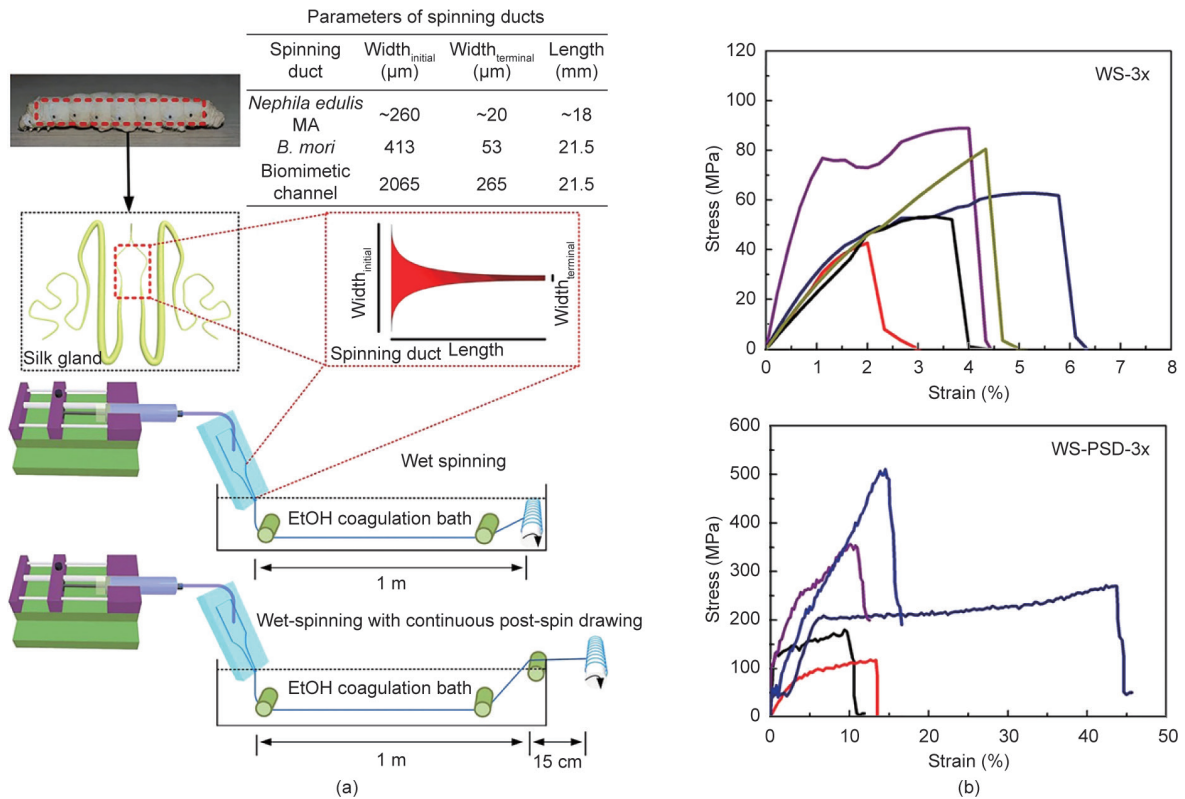 Parameters of spinning ducts
Spinning duct Width_initial (μm) Width_terminal (μm) Length (mm)
Nephila edulis MA ~260 ~20 ~18
B. mori 413 53 21.5
Biomimetic channel 2065 265 21.5
Silk gland
Width_initial
Width_terminal
Length
Spinning duct
Wet spinning
EtOH coagulation bath
1 m
Wet-spinning with continuous post-spin drawing
EtOH coagulation bath
1 m
15 cm
(a)
120
100
80
60
40
20
0
Stress (MPa)
WS-3x
0 1 2 3 4 5 6 7 8
Strain (%)
600
500
400
300
200
100
0
Stress (MPa)
WS-PSD-3x
0 10 20 30 40 50
Strain (%)
(b)